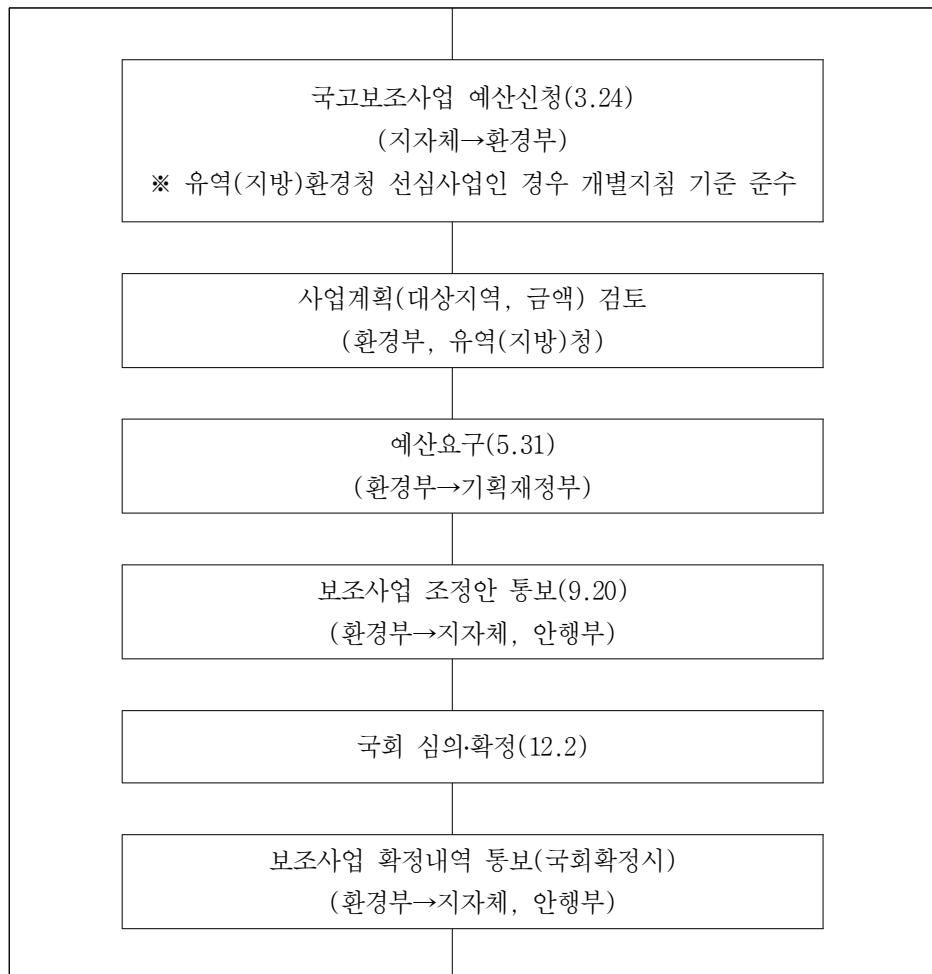 국고보조사업 예산신청(3.24)
(지자체→환경부)
※ 유역(지방)환경청 선심사업인 경우 개별지침 기준 준수
사업계획(대상지역, 금액) 검토
(환경부, 유역(지방)청)
예산요구(5.31)
(환경부→기획재정부)
보조사업 조정안 통보(9.20)
(환경부→지자체, 안행부)
국회 심의·확정(12.2)
보조사업 확정내역 통보(국회확정시)
(환경부→지자체, 안행부)